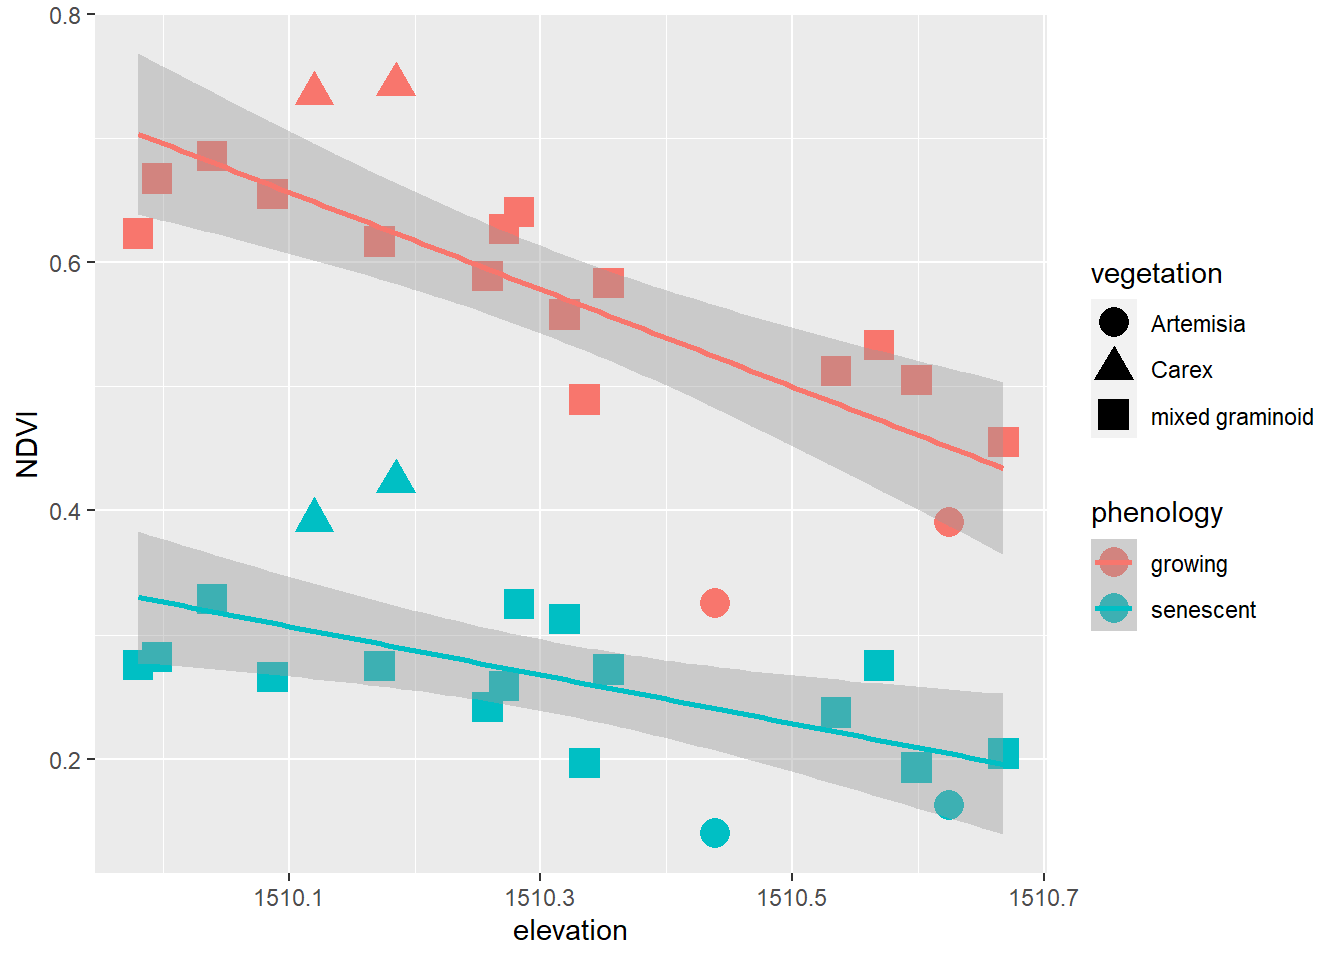 0.8
0.6
0.4
0.2
NDVI
1510.1
1510.3
1510.5
1510.7
elevation
vegetation
Artemisia
Carex
mixed graminoid
phenology
growing
senescent